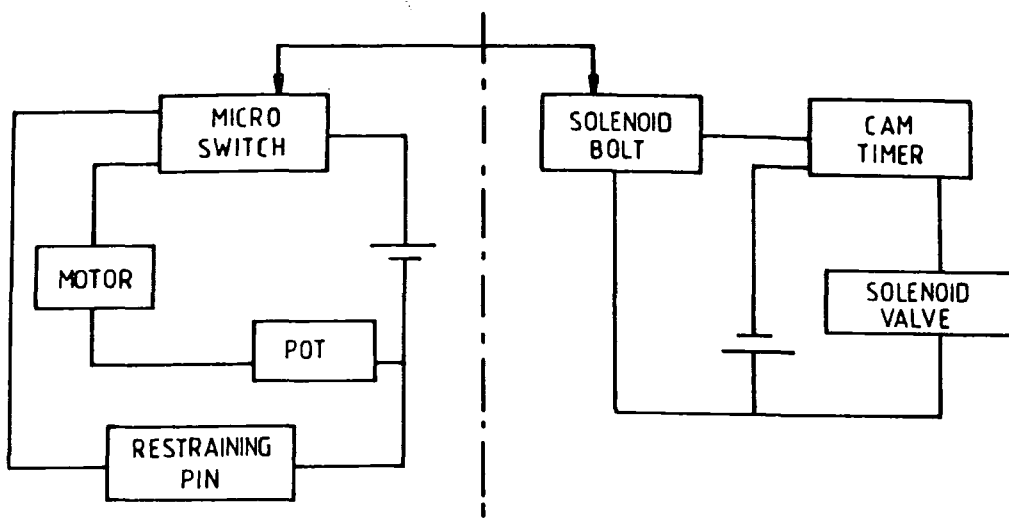 MICRO
SWITCH
SOLENOID
BOLT
CAM
TIMER
MOTOR
SOLENOID
VALVE
POT
RESTRAINING
PIN